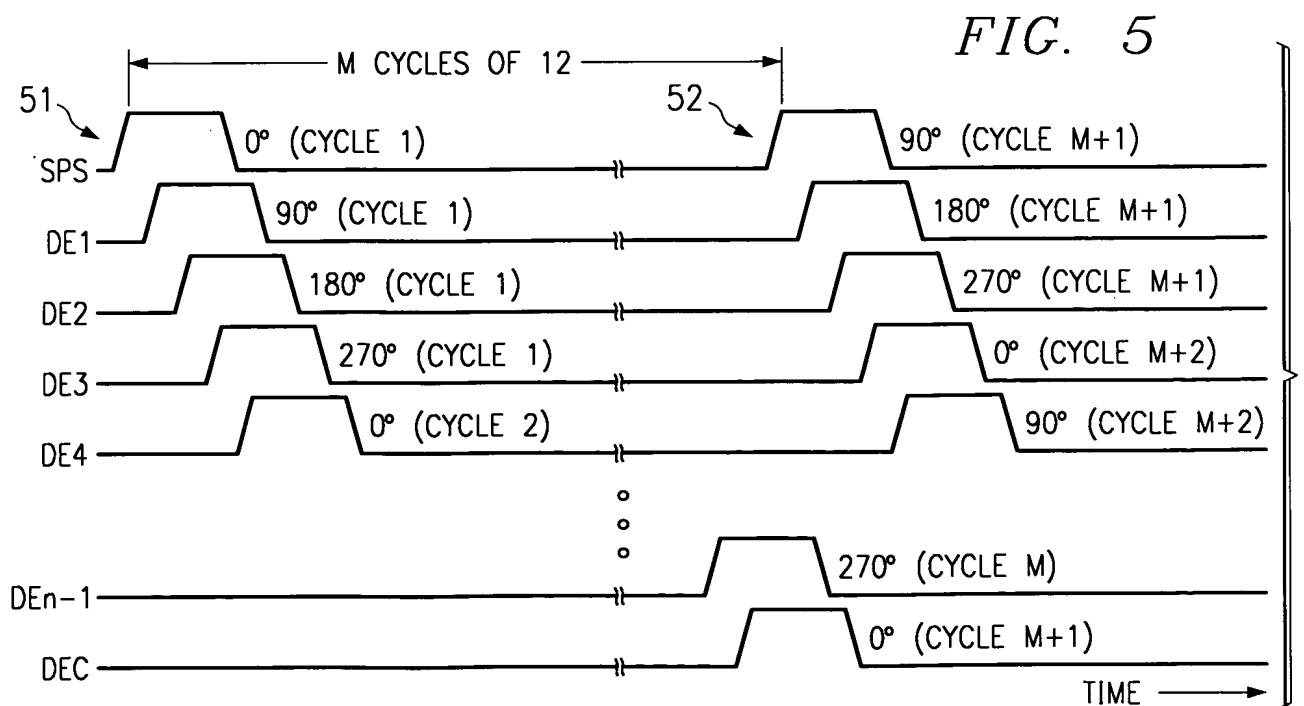 FIG. 5
M CYCLES OF 12
51
52
SPS
0° (CYCLE 1)
90° (CYCLE M+1)
DE1
90° (CYCLE 1)
180° (CYCLE M+1)
DE2
180° (CYCLE 1)
270° (CYCLE M+1)
DE3
270° (CYCLE 1)
0° (CYCLE M+2)
DE4
0° (CYCLE 2)
90° (CYCLE M+2)
DEn-1
270° (CYCLE M)
DEC
0° (CYCLE M+1)
TIME